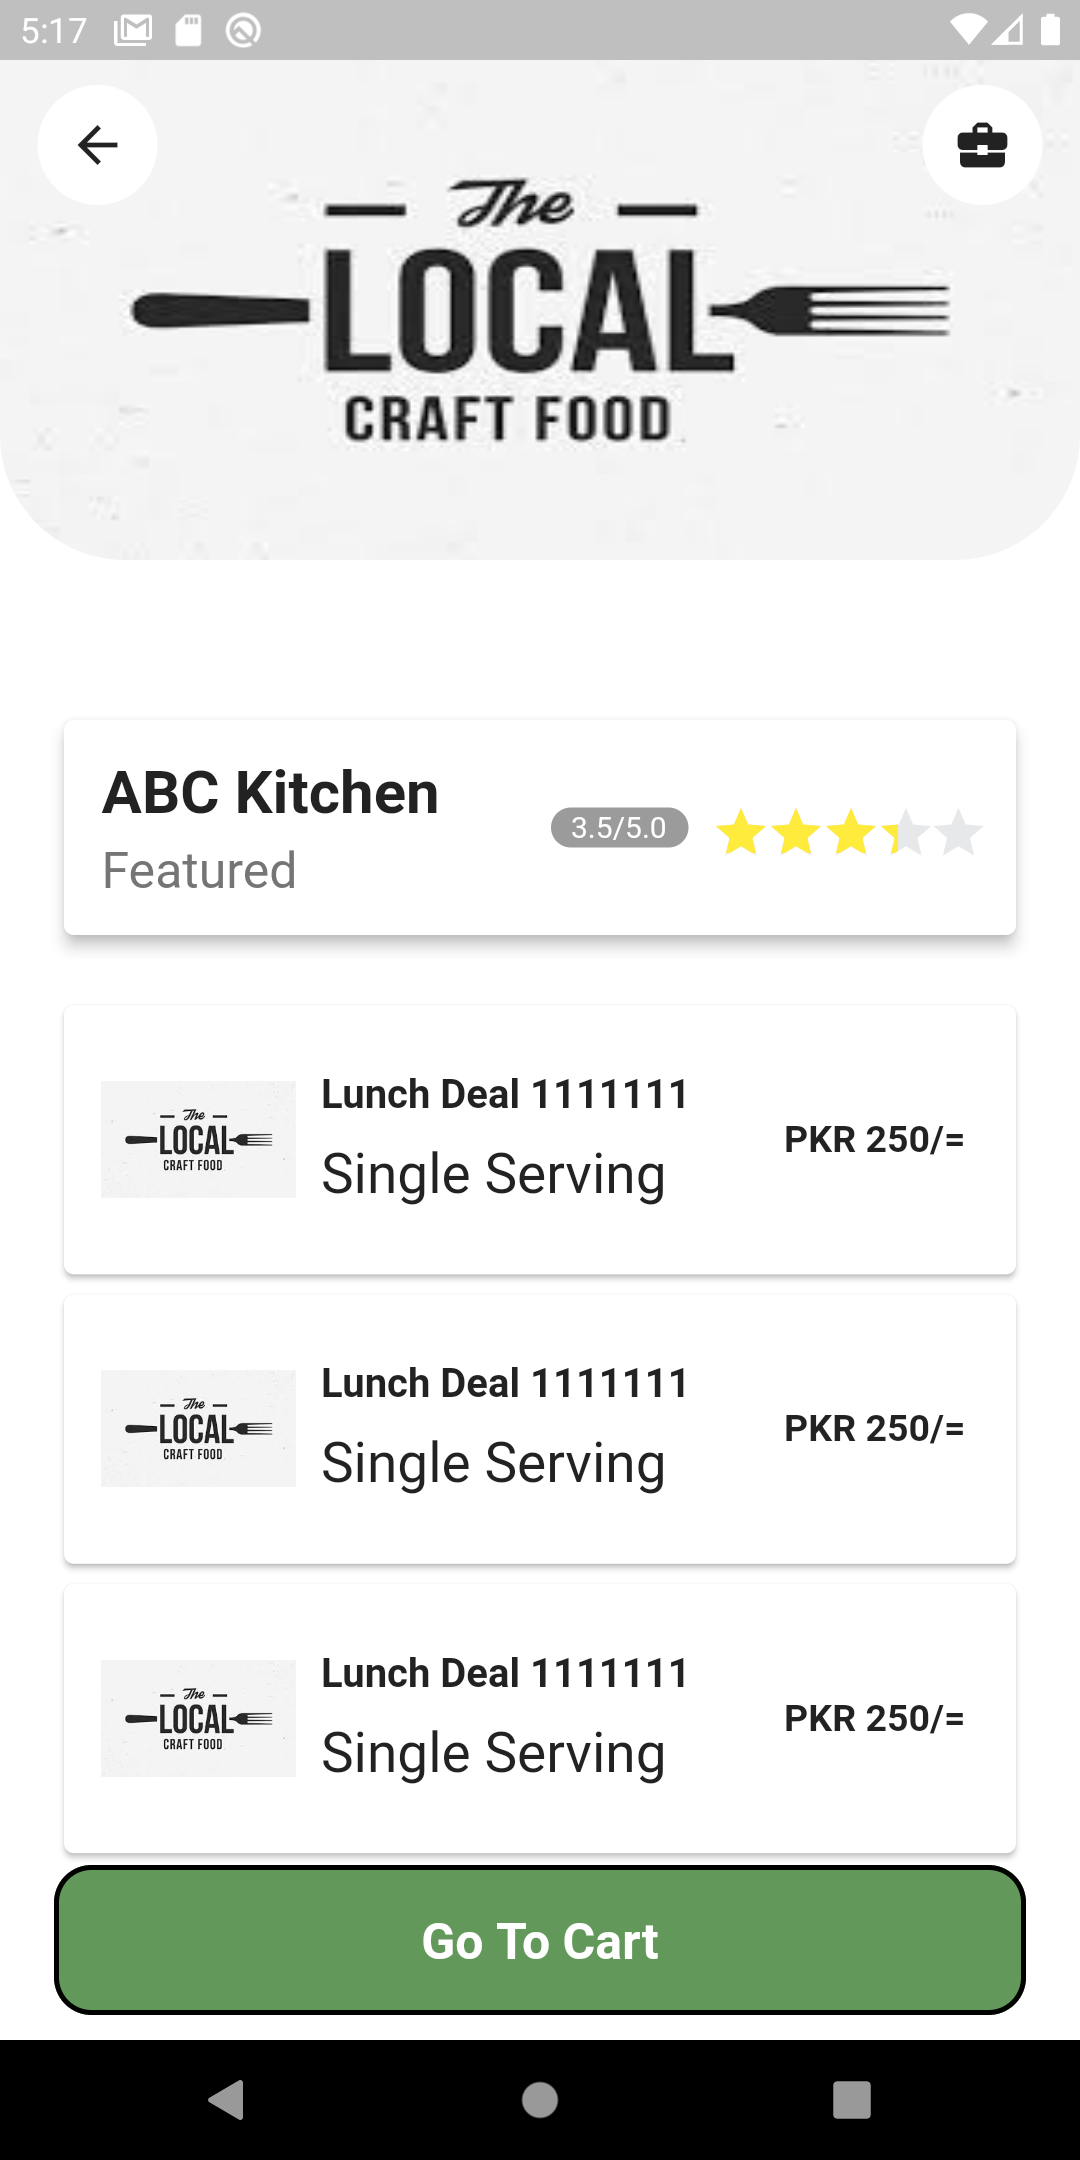 5:17
The
LOCAL
CRAFT FOOD
ABC Kitchen
Featured
3.5/5.0
The
LOCAL
CRAFT FOOD
Lunch Deal 1111111
Single Serving
PKR 250/=
The
LOCAL
CRAFT FOOD
Lunch Deal 1111111
Single Serving
PKR 250/=
The
LOCAL
CRAFT FOOD
Lunch Deal 1111111
Single Serving
PKR 250/=
Go To Cart